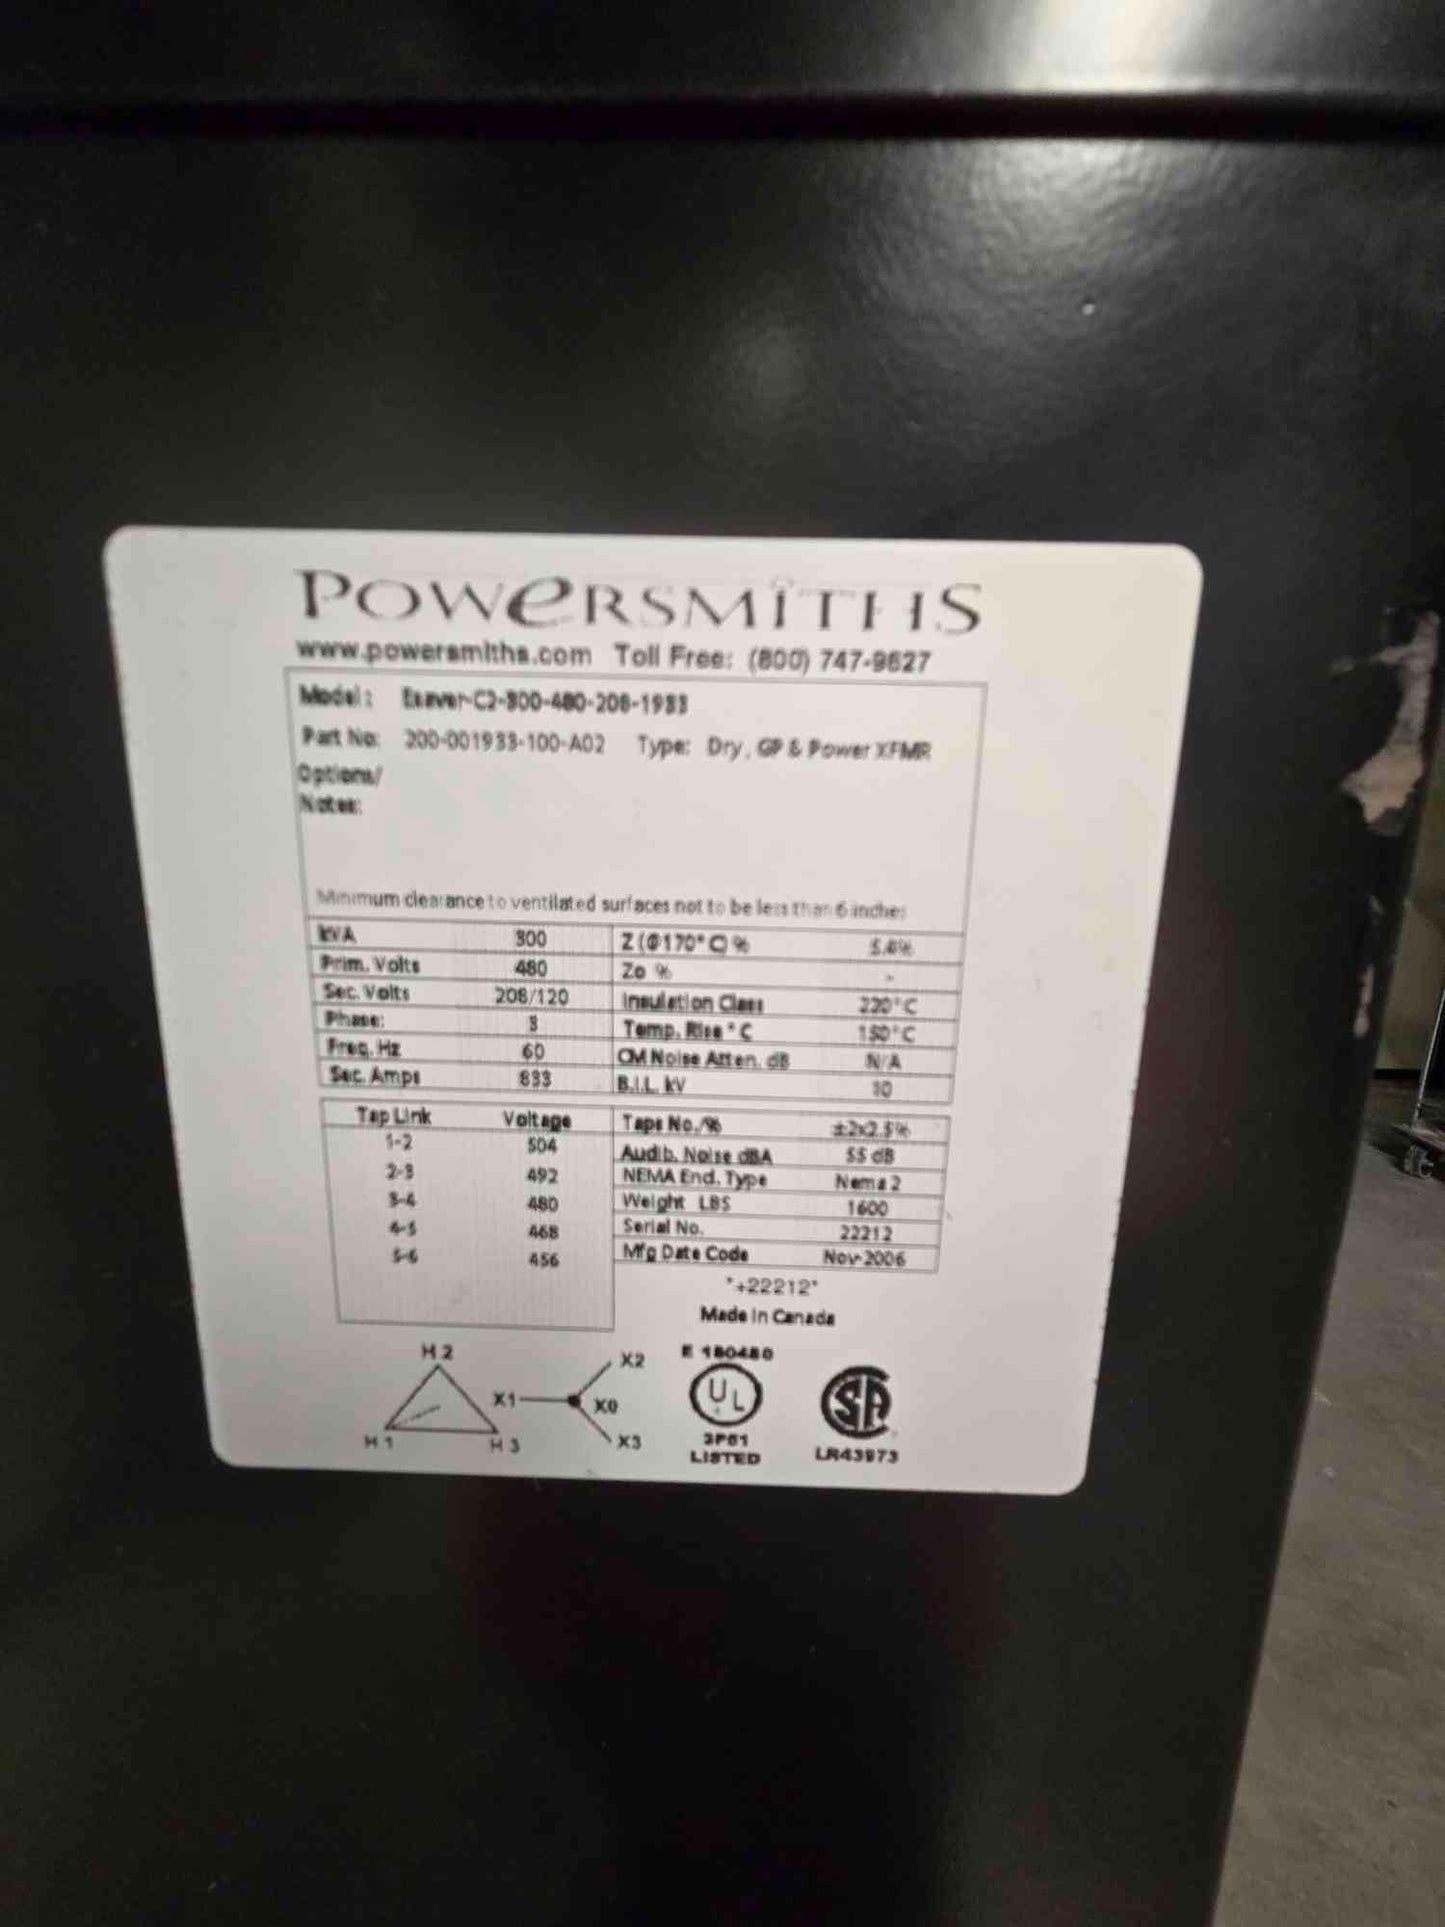 POWERSMITHS
www.powersmiths.com Toll Free: (800) 747-9627
Model: Esaver-C2-300-480-208-1933
Part No: 200-001933-100-A02 Type: Dry, GP & Power XFMR
Options/
Notes:
Minimum clearance to ventilated surfaces not to be less than 6 inches
kVA 300 Z (@170°C) %
Prim. Volts 480 Zo % -
Sec. Volts 208/120 Insulation Class 220°C
Phase: 3 Temp. Rise °C 150°C
Freq. Hz 60 CM Noise Atten. dB N/A
Sec. Amps 833 B.I.L. kV 10
Tap Link Voltage Taps No./% ±2x2.5%
1-2 504 Audib. Noise dBA 55 dB
2-3 492 NEMA Encl. Type Nema 2
3-4 480 Weight LBS 1600
4-5 468 Serial No. 22212
5-6 456 Mfg Date Code Nov-2006
*+22212*
Made in Canada
H2 X2 E 180480
X1 X0 UL SA
H1 H3 X3 3P61 LR43973
LISTED